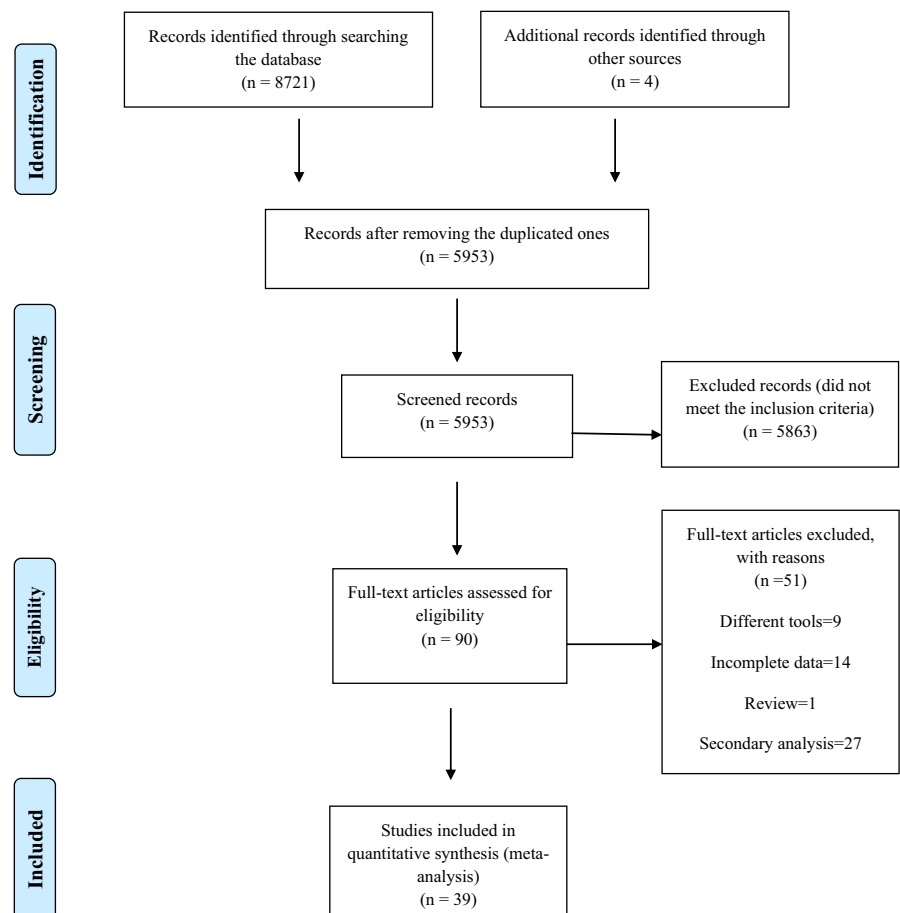 Identification
Records identified through searching
the database
(n = 8721)
Additional records identified through
other sources
(n = 4)
Records after removing the duplicated ones
(n = 5953)
Screening
Screened records
(n = 5953)
Excluded records (did not
meet the inclusion criteria)
(n = 5863)
Eligibility
Full-text articles assessed for
eligibility
(n = 90)
Full-text articles excluded,
with reasons
(n =51)
Different tools=9
Incomplete data=14
Review=1
Secondary analysis=27
Included
Studies included in
quantitative synthesis (meta-
analysis)
(n = 39)